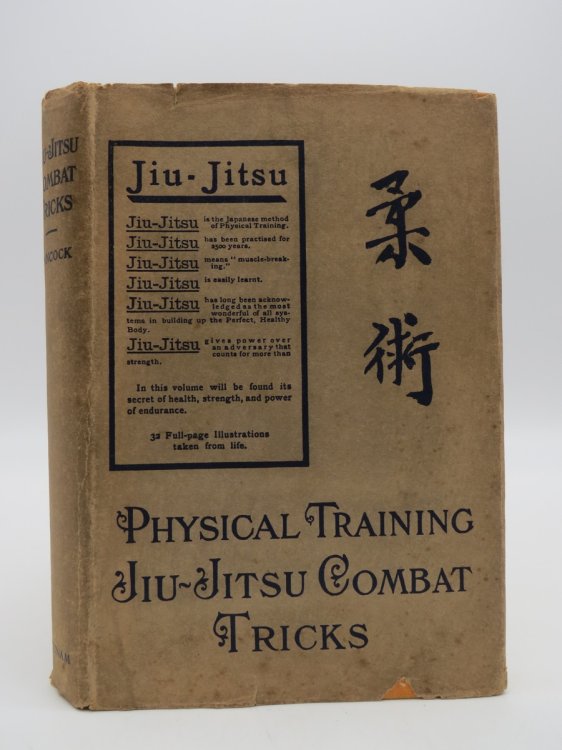 Jiu-Jitsu
Jiu-Jitsu is the Japanese method
of Physical Training.
Jiu-Jitsu has been practised for
2500 years.
Jiu-Jitsu means "muscle-break-
ing."
Jiu-Jitsu is easily learnt.
Jiu-Jitsu has long been acknow-
ledged as the most
wonderful of all sys-
tems in building up the Perfect, Healthy
Body.
Jiu-Jitsu gives power over
an adversary that
counts for more than
strength.
In this volume will be found its
secret of health, strength, and power
of endurance.
32 Full-page Illustrations
taken from life.
柔
術
PHYSICAL TRAINING
JIU-JITSU COMBAT
TRICKS
JITSU
COMBAT
TRICKS